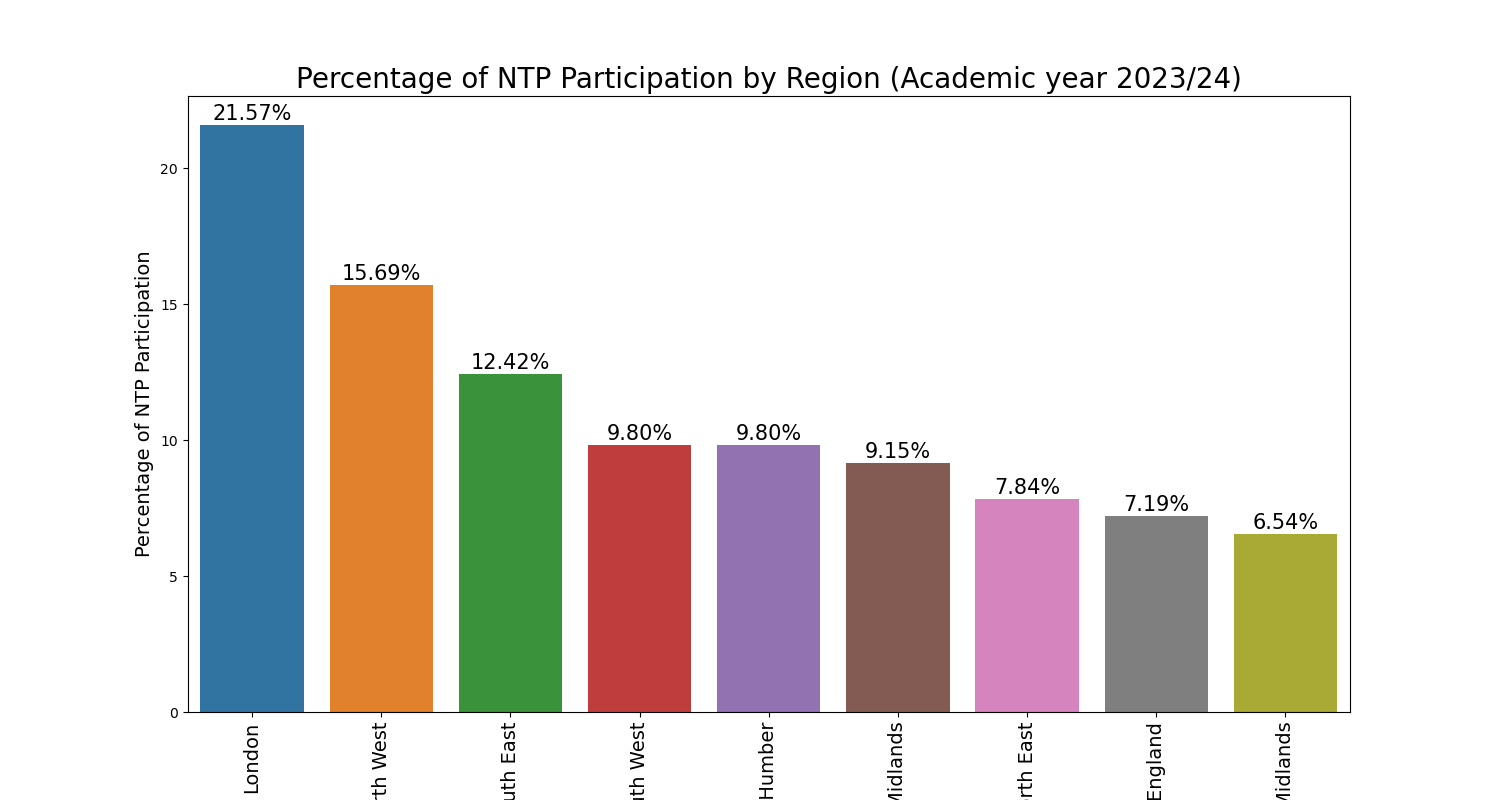 Percentage of NTP Participation by Region (Academic year 2023/24)
Percentage of NTP Participation
20
15
10
5
0
21.57%
15.69%
12.42%
9.80%
9.80%
9.15%
7.84%
7.19%
6.54%
London
rth West
uth East
uth West
Humber
Midlands
orth East
England
Midlands